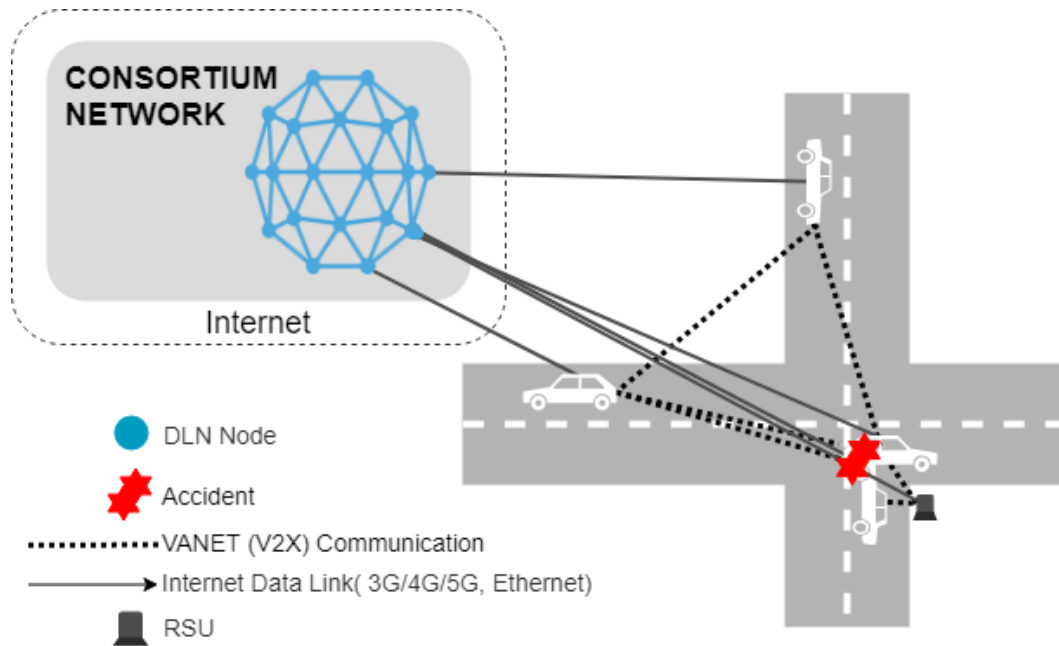 CONSORTIUM
NETWORK
Internet
DLN Node
Accident
VANET (V2X) Communication
Internet Data Link( 3G/4G/5G, Ethernet)
RSU